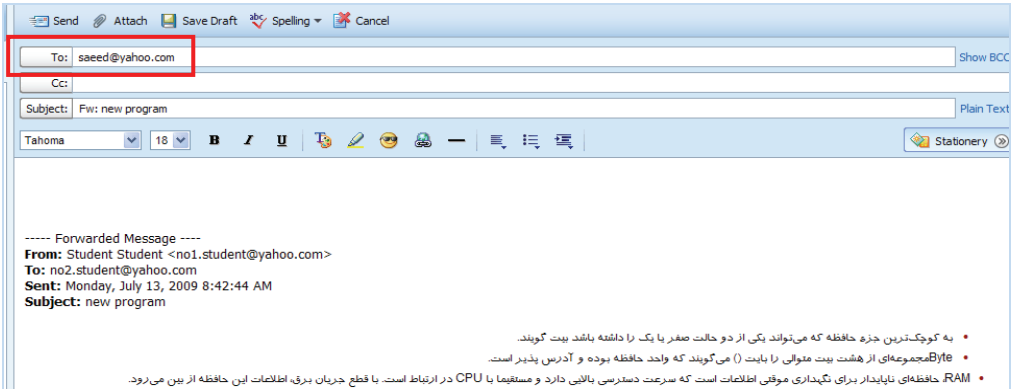 Send Attach Save Draft Spelling Cancel
To: saeed@yahoo.com Show BCC
Cc:
Subject: Fw: new program Plain Text
Tahoma 18 B I U Stationery
----- Forwarded Message ----
From: Student Student <no1.student@yahoo.com>
To: no2.student@yahoo.com
Sent: Monday, July 13, 2009 8:42:44 AM
Subject: new program
• به کوچک‌ترین جزء حافظه که می‌تواند یکی از دو حالت صفر یا یک را داشته باشد بیت گویند.
• Byteمجموعه‌ای از هشت بیت متوالی را بایت () می‌گویند که واحد حافظه بوده و آدرس پذیر است.
• RAM، حافظه‌ای ناپایدار برای نگهداری موقتی اطلاعات است که سرعت دسترسی بالایی دارد و مستقیما با CPU در ارتباط است. با قطع جریان برق، اطلاعات این حافظه از بین می‌رود.